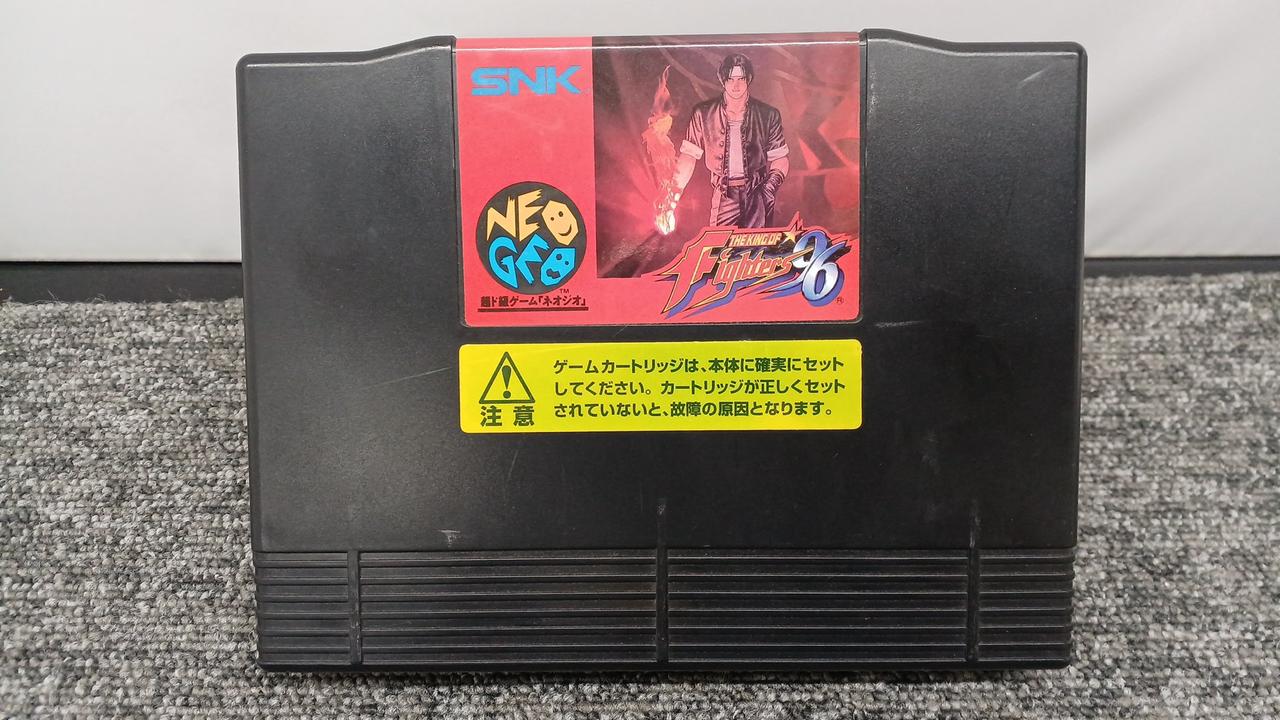 SNK
NEO
GEO
™
超ド級ゲーム「ネオジオ」
THE KING OF
Fighters '96
®
注意
ゲームカートリッジは、本体に確実にセット
してください。カートリッジが正しくセット
されていないと、故障の原因となります。